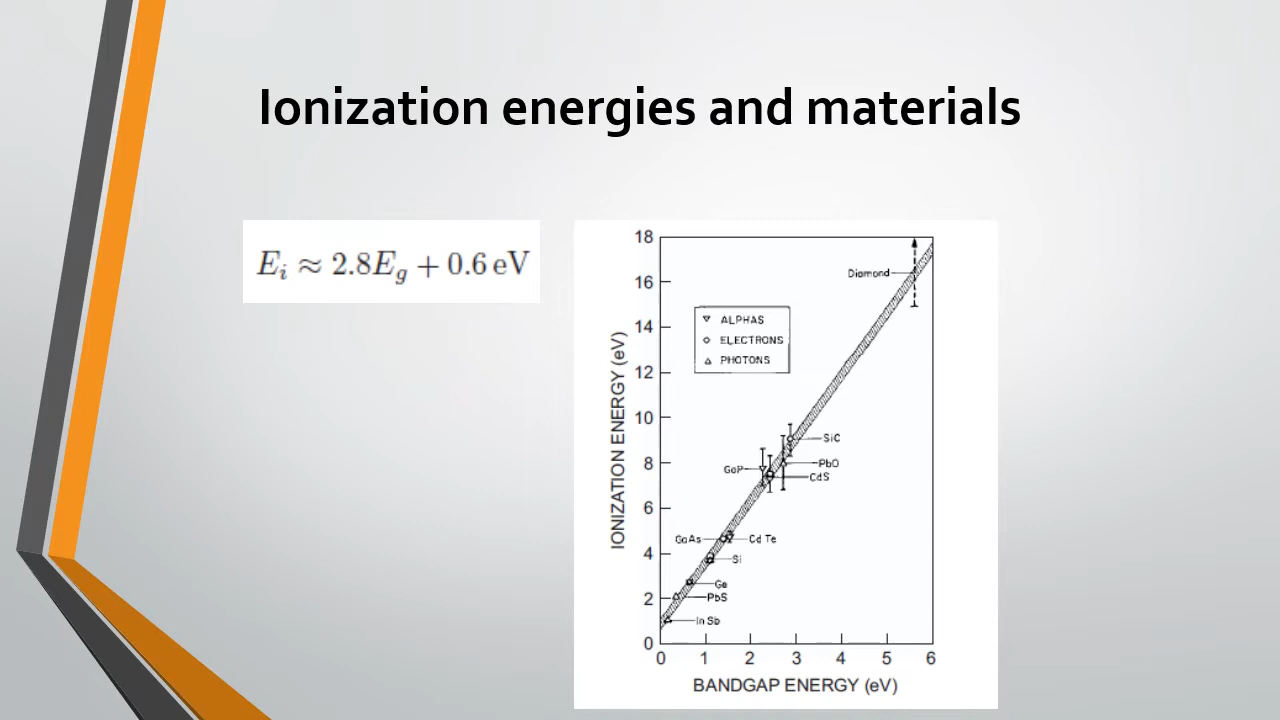 Ionization energies and materials
Eᵢ ≈ 2.8E_g + 0.6 eV
18
16
14
12
10
8
6
4
2
0
IONIZATION ENERGY (eV)
Diamond
ALPHAS
ELECTRONS
PHOTONS
SiC
PbO
GaP
CdS
GaAs
Cd Te
Si
Ge
PbS
In Sb
0 1 2 3 4 5 6
BANDGAP ENERGY (eV)